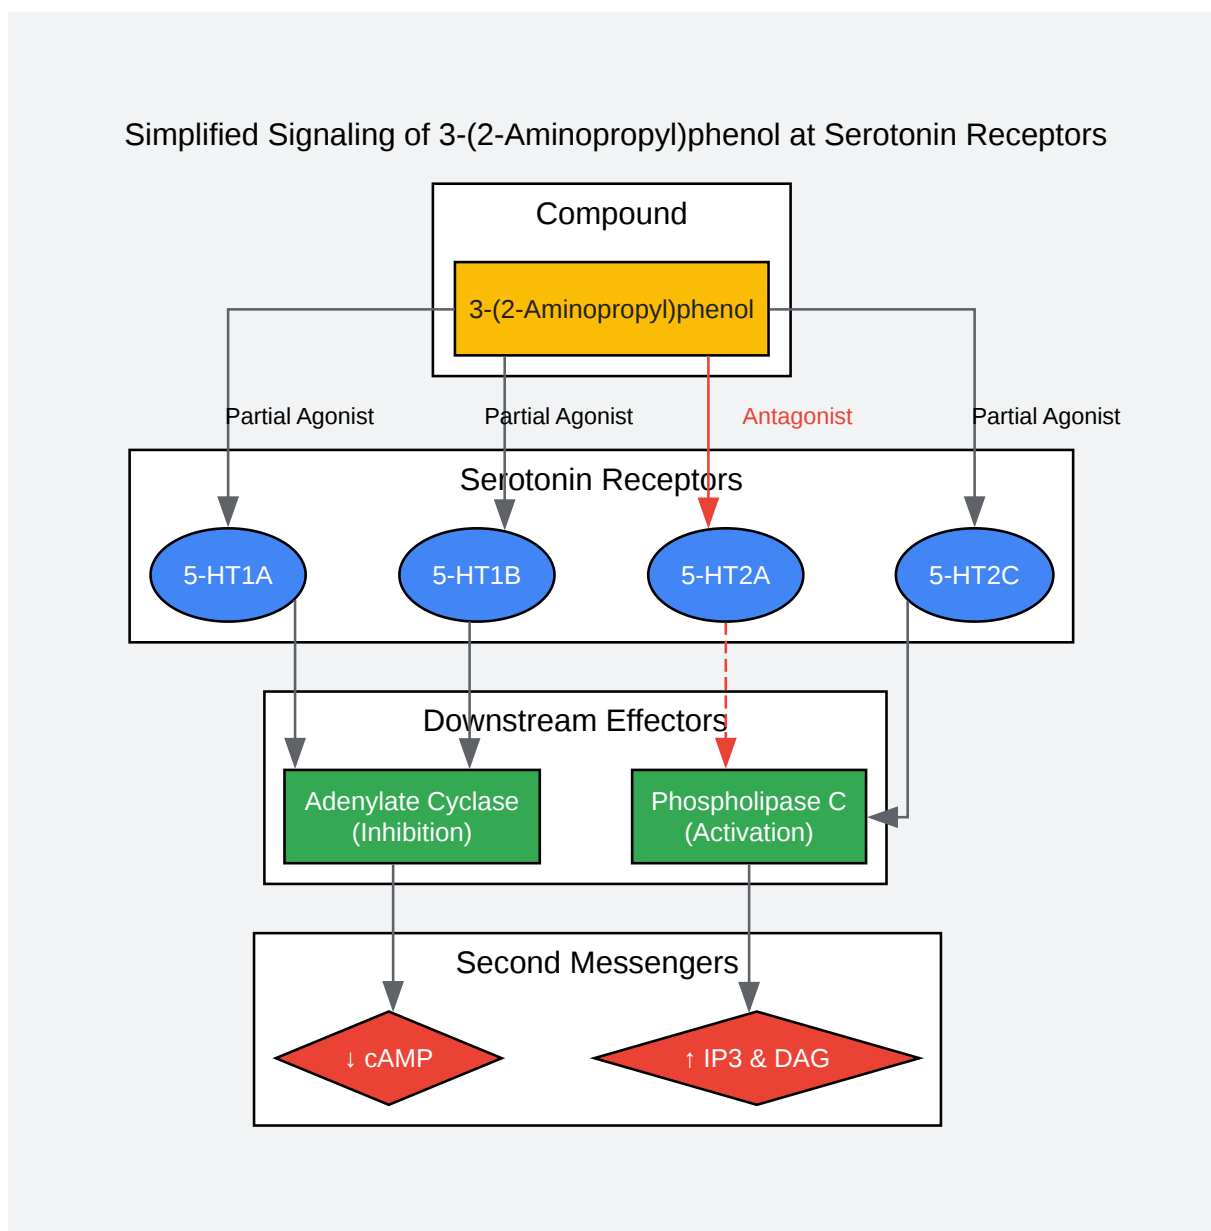 Simplified Signaling of 3-(2-Aminopropyl)phenol at Serotonin Receptors
Compound
3-(2-Aminopropyl)phenol
Partial Agonist
Partial Agonist
Antagonist
Partial Agonist
Serotonin Receptors
5-HT1A
5-HT1B
5-HT2A
5-HT2C
Downstream Effectors
Adenylate Cyclase
(Inhibition)
Phospholipase C
(Activation)
Second Messengers
↓ cAMP
↑ IP3 & DAG